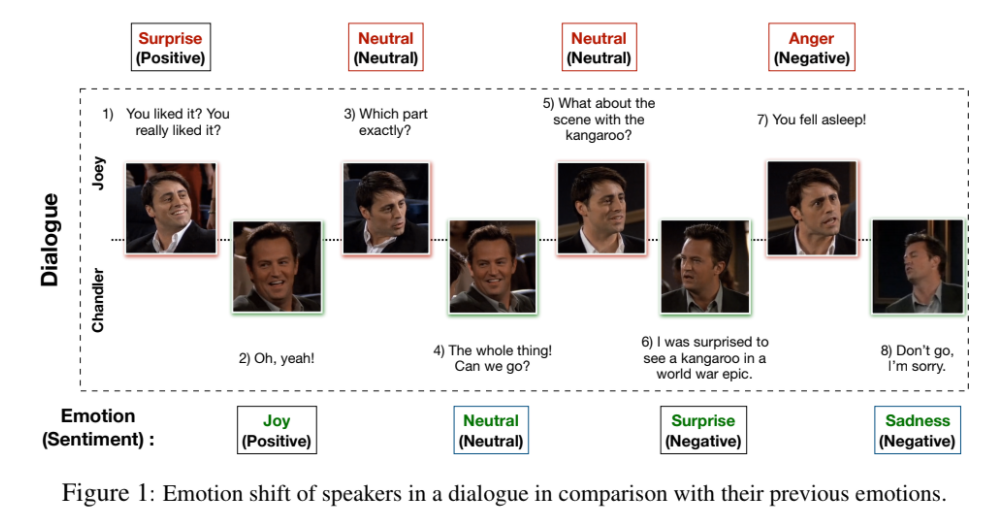 Surprise
(Positive)
Neutral
(Neutral)
Neutral
(Neutral)
Anger
(Negative)
1) You liked it? You
really liked it?
3) Which part
exactly?
5) What about the
scene with the
kangaroo?
7) You fell asleep!
Dialogue
Joey
Chandler
2) Oh, yeah!
4) The whole thing!
Can we go?
6) I was surprised to
see a kangaroo in a
world war epic.
8) Don't go,
I'm sorry.
Emotion
(Sentiment) :
Joy
(Positive)
Neutral
(Neutral)
Surprise
(Negative)
Sadness
(Negative)
Figure 1: Emotion shift of speakers in a dialogue in comparison with their previous emotions.